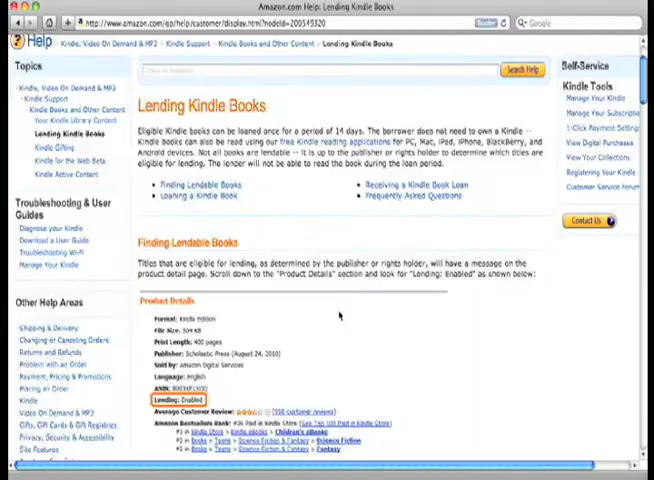 Amazon.com Help: Lending Kindle Books
http://www.amazon.com/gp/help/customer/display.html?nodeId=200549320
Reader
Google
Help
Kindle, Video On Demand & MP3 › Kindle Support › Kindle Books and Other Content › Lending Kindle Books
Topics
‹ Kindle, Video On Demand & MP3
‹ Kindle Support
Kindle Books and Other Content
Your Kindle Library Content
Lending Kindle Books
Kindle Gifting
Kindle for the Web Beta
Kindle Active Content
Troubleshooting & User Guides
Diagnose your Kindle
Download a User Guide
Troubleshooting Wi-Fi
Manage Your Kindle
Other Help Areas
Shipping & Delivery
Changing or Canceling Orders
Returns and Refunds
Problem with an Order
Payment, Pricing & Promotions
Placing an Order
Kindle
Video On Demand & MP3
Gifts, Gift Cards & Gift Registries
Privacy, Security & Accessibility
Site Features
Search Help
Lending Kindle Books
Eligible Kindle books can be loaned once for a period of 14 days. The borrower does not need to own a Kindle --
Kindle books can also be read using our free Kindle reading applications for PC, Mac, iPad, iPhone, BlackBerry, and
Android devices. Not all books are lendable -- it is up to the publisher or rights holder to determine which titles are
eligible for lending. The lender will not be able to read the book during the loan period.
• Finding Lendable Books
• Loaning a Kindle Book
• Receiving a Kindle Book Loan
• Frequently Asked Questions
Finding Lendable Books
Titles that are eligible for lending, as determined by the publisher or rights holder, will have a message on the
product detail page. Scroll down to the "Product Details" section and look for "Lending: Enabled" as shown below:
Product Details
Format: Kindle Edition
File Size: 504 KB
Print Length: 400 pages
Publisher: Scholastic Press (August 24, 2010)
Sold by: Amazon Digital Services
Language: English
ASIN:
Lending: Enabled
Average Customer Review: (958 customer reviews)
Amazon Bestsellers Rank: #36 Paid in Kindle Store (See Top 100 Paid in Kindle Store)
#1 in Kindle Store > Kindle eBooks > Children's eBooks
#1 in Books > Teens > Science Fiction & Fantasy > Science Fiction
#2 in Books > Teens > Science Fiction & Fantasy > Fantasy
Self-Service
Kindle Tools
Manage Your Kindle
Manage Your Subscriptio
1-Click Payment Settings
View Digital Purchases
View Your Collections
Registering Your Kindle
Customer Service Forum
Contact Us